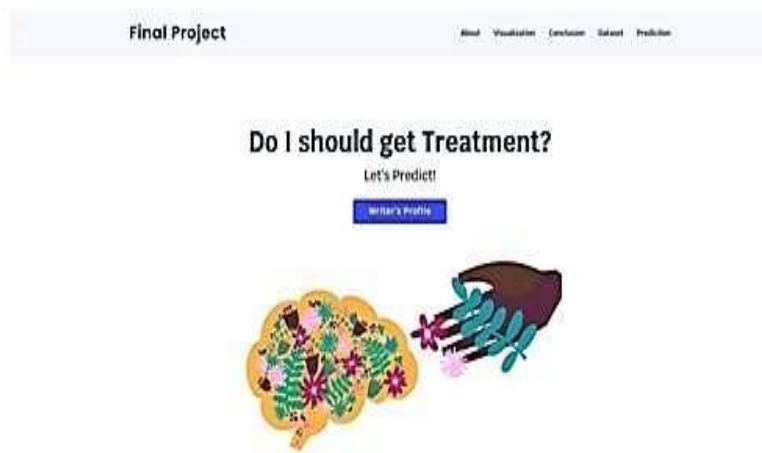 Final Project
About Visualization Conclusion Dataset Prediction
Do I should get Treatment?
Let's Predict!
Writer's Profile